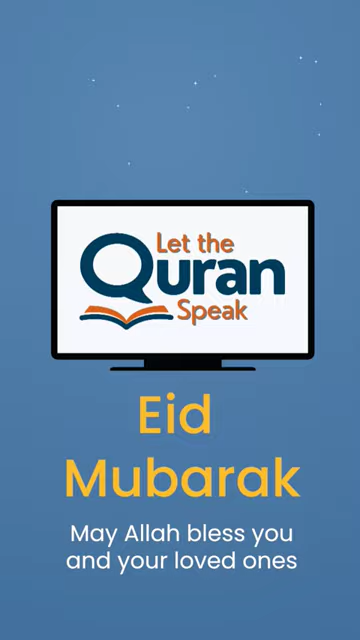 Let the
Quran
Speak
Eid
Mubarak
May Allah bless you
and your loved ones